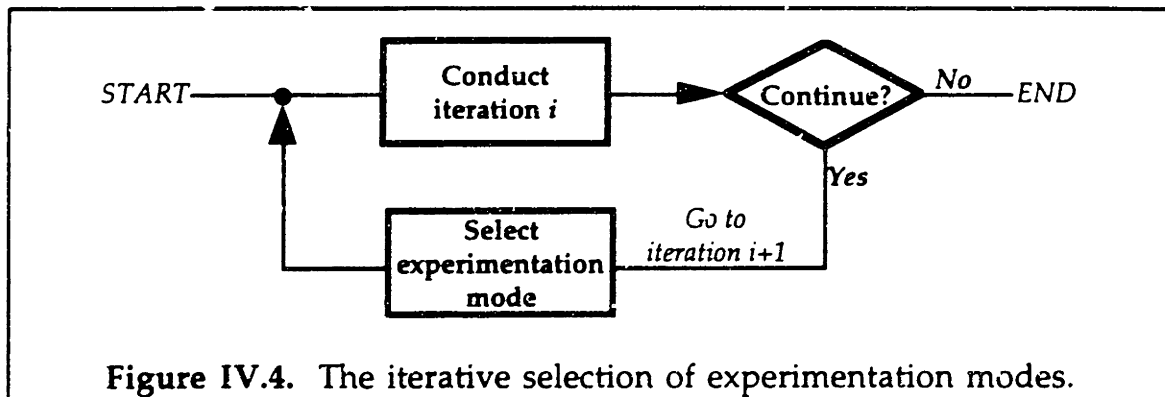 START
Conduct
iteration i
Continue?
No
END
Yes
Go to
iteration i+1
Select
experimentation
mode
Figure IV.4. The iterative selection of experimentation modes.